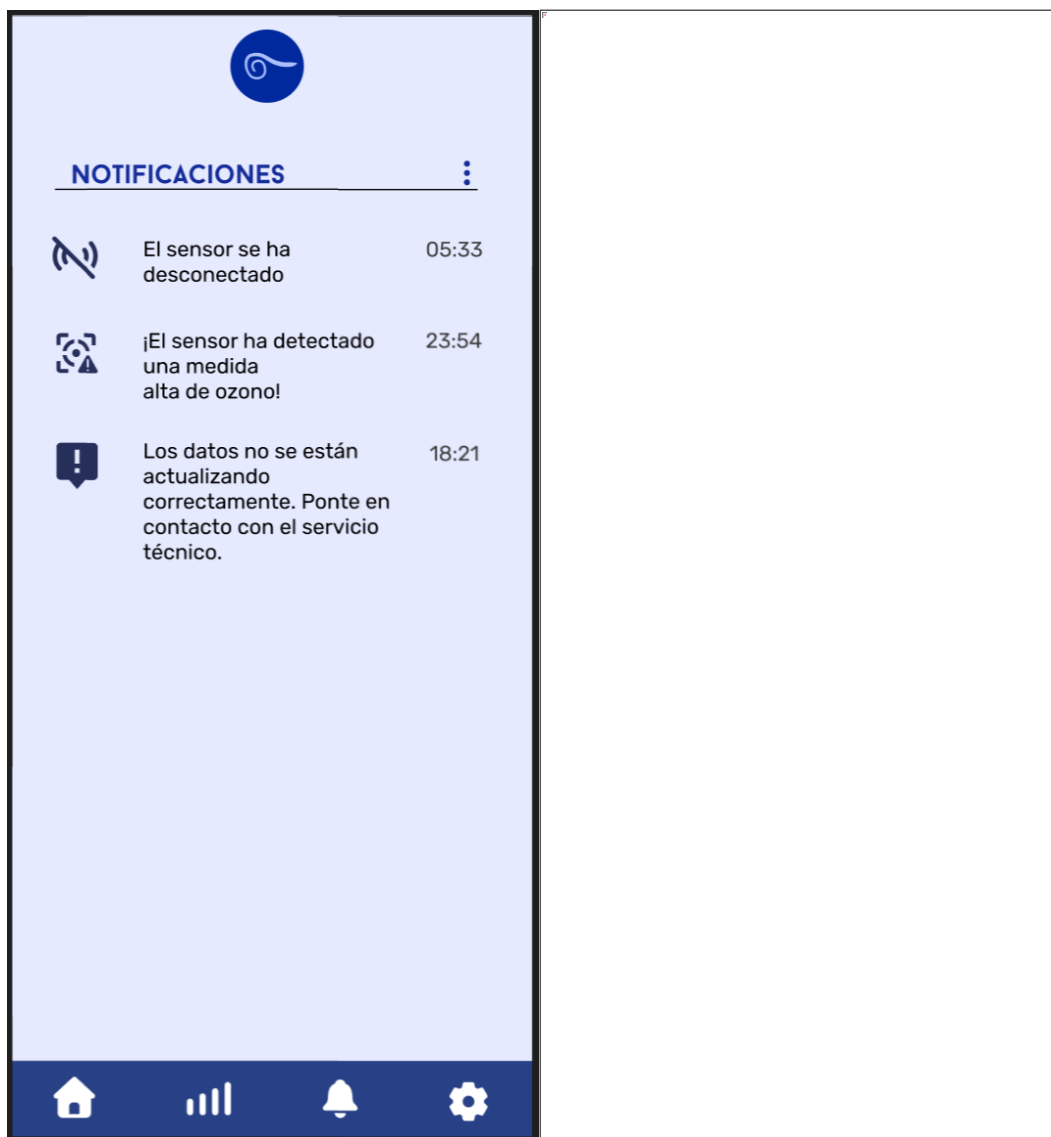 NOTIFICACIONES
El sensor se ha 05:33
desconectado
¡El sensor ha detectado 23:54
una medida
alta de ozono!
Los datos no se están 18:21
actualizando
correctamente. Ponte en
contacto con el servicio
técnico.